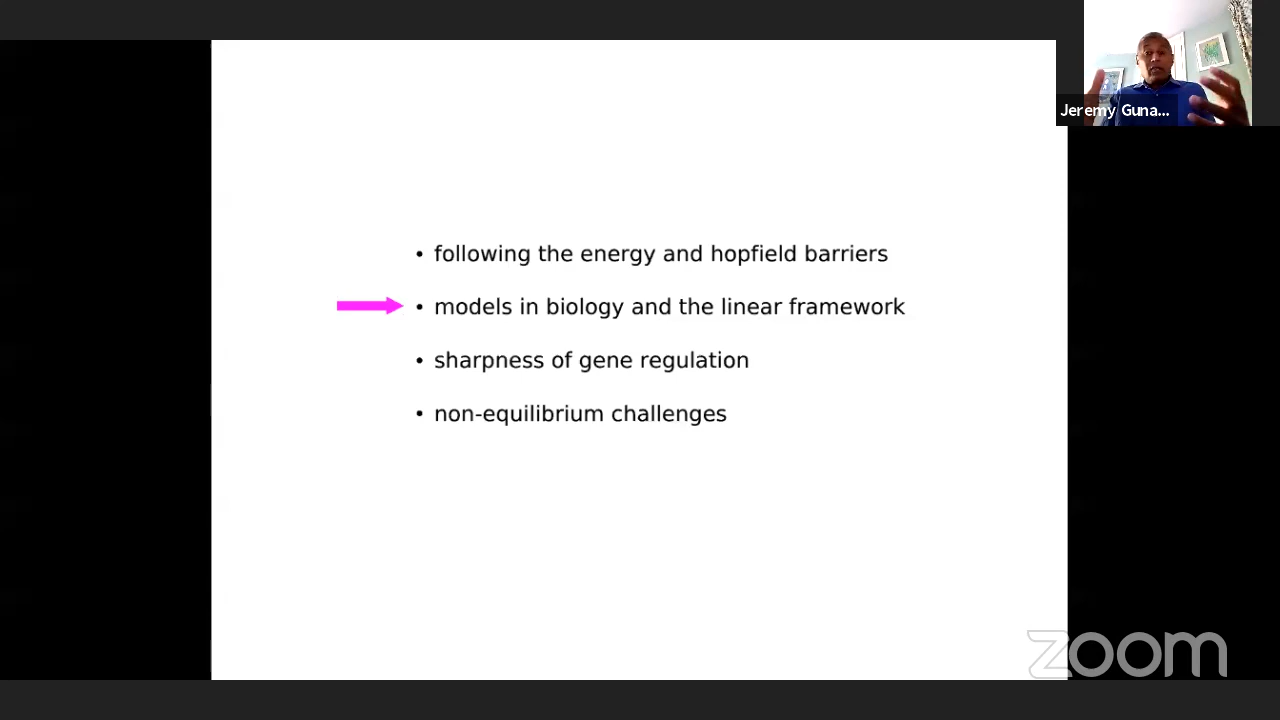 Jeremy Guna...
• following the energy and hopfield barriers
• models in biology and the linear framework
• sharpness of gene regulation
• non-equilibrium challenges
zoom